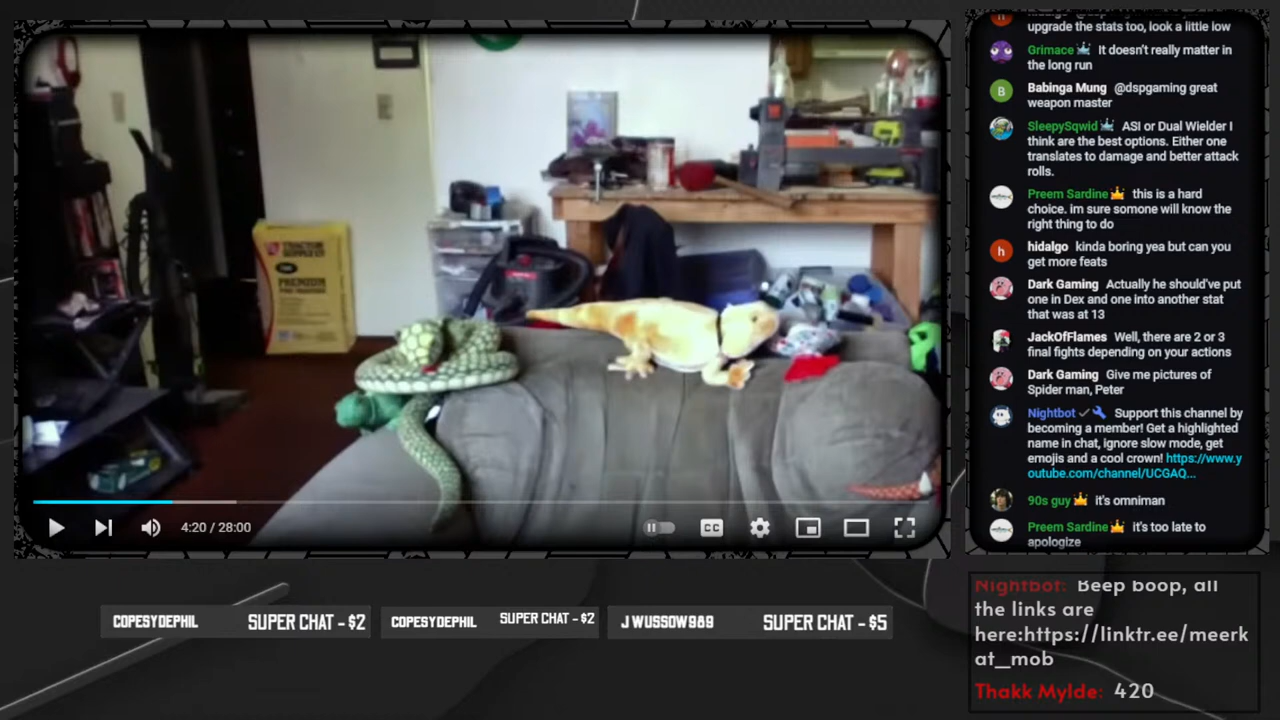 upgrade the stats too, look a little low
Grimace It doesn't really matter in
the long run
Babinga Mung @dspgaming great
weapon master
SleepySqwid ASI or Dual Wielder I
think are the best options. Either one
translates to damage and better attack
rolls.
Preem Sardine this is a hard
choice. im sure somone will know the
right thing to do
hidalgo kinda boring yea but can you
get more feats
Dark Gaming Actually he should've put
one in Dex and one into another stat
that was at 13
JackOfFlames Well, there are 2 or 3
final fights depending on your actions
Dark Gaming Give me pictures of
Spider man, Peter
Nightbot Support this channel by
becoming a member! Get a highlighted
name in chat, ignore slow mode, get
emojis and a cool crown! https://www.y
outube.com/channel/UCGAQ...
90s guy it's omniman
Preem Sardine it's too late to
apologize
TRACTOR
SUPPLY CO
PREMIUM
4:20 / 28:00
CC
COPESYDEPHIL SUPER CHAT - $2
COPESYDEPHIL SUPER CHAT - $2
J WUSSOW989 SUPER CHAT - $5
Nightbot: Beep boop, all
the links are
here:https://linktr.ee/meerk
at_mob
Thakk Mylde: 420